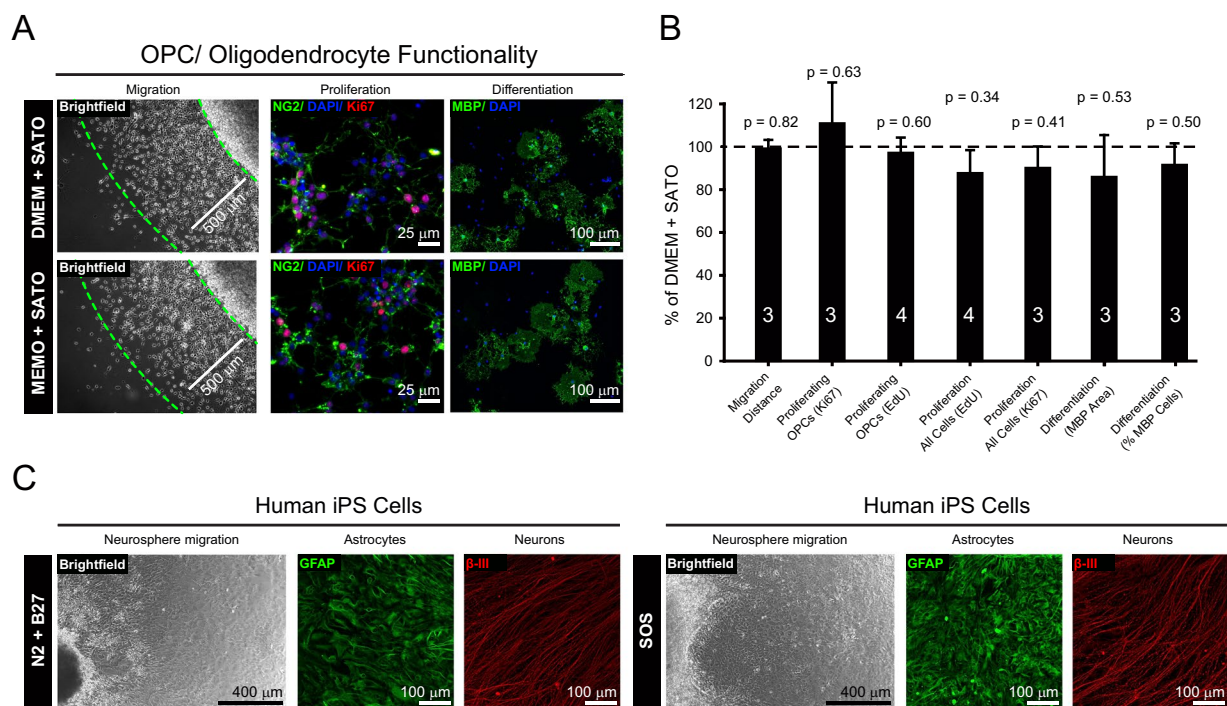 A
OPC/ Oligodendrocyte Functionality
Migration
Proliferation
Differentiation
DMEM + SATO
Brightfield
500 μm
NG2/ DAPI/ Ki67
25 μm
MBP/ DAPI
100 μm
MEMO + SATO
Brightfield
500 μm
NG2/ DAPI/ Ki67
25 μm
MBP/ DAPI
100 μm
B
% of DMEM + SATO
120
100
80
60
40
20
0
p = 0.82
p = 0.63
p = 0.60
p = 0.34
p = 0.41
p = 0.53
p = 0.50
3
3
4
4
3
3
3
Migration
Distance
Proliferating
OPCs (Ki67)
Proliferating
OPCs (EdU)
Proliferation
All Cells (EdU)
Proliferation
All Cells (Ki67)
Differentiation
(MBP Area)
Differentiation
(% MBP Cells)
C
Human iPS Cells
Neurosphere migration
Astrocytes
Neurons
N2 + B27
Brightfield
400 μm
GFAP
100 μm
β-III
100 μm
Human iPS Cells
Neurosphere migration
Astrocytes
Neurons
SOS
Brightfield
400 μm
GFAP
100 μm
β-III
100 μm